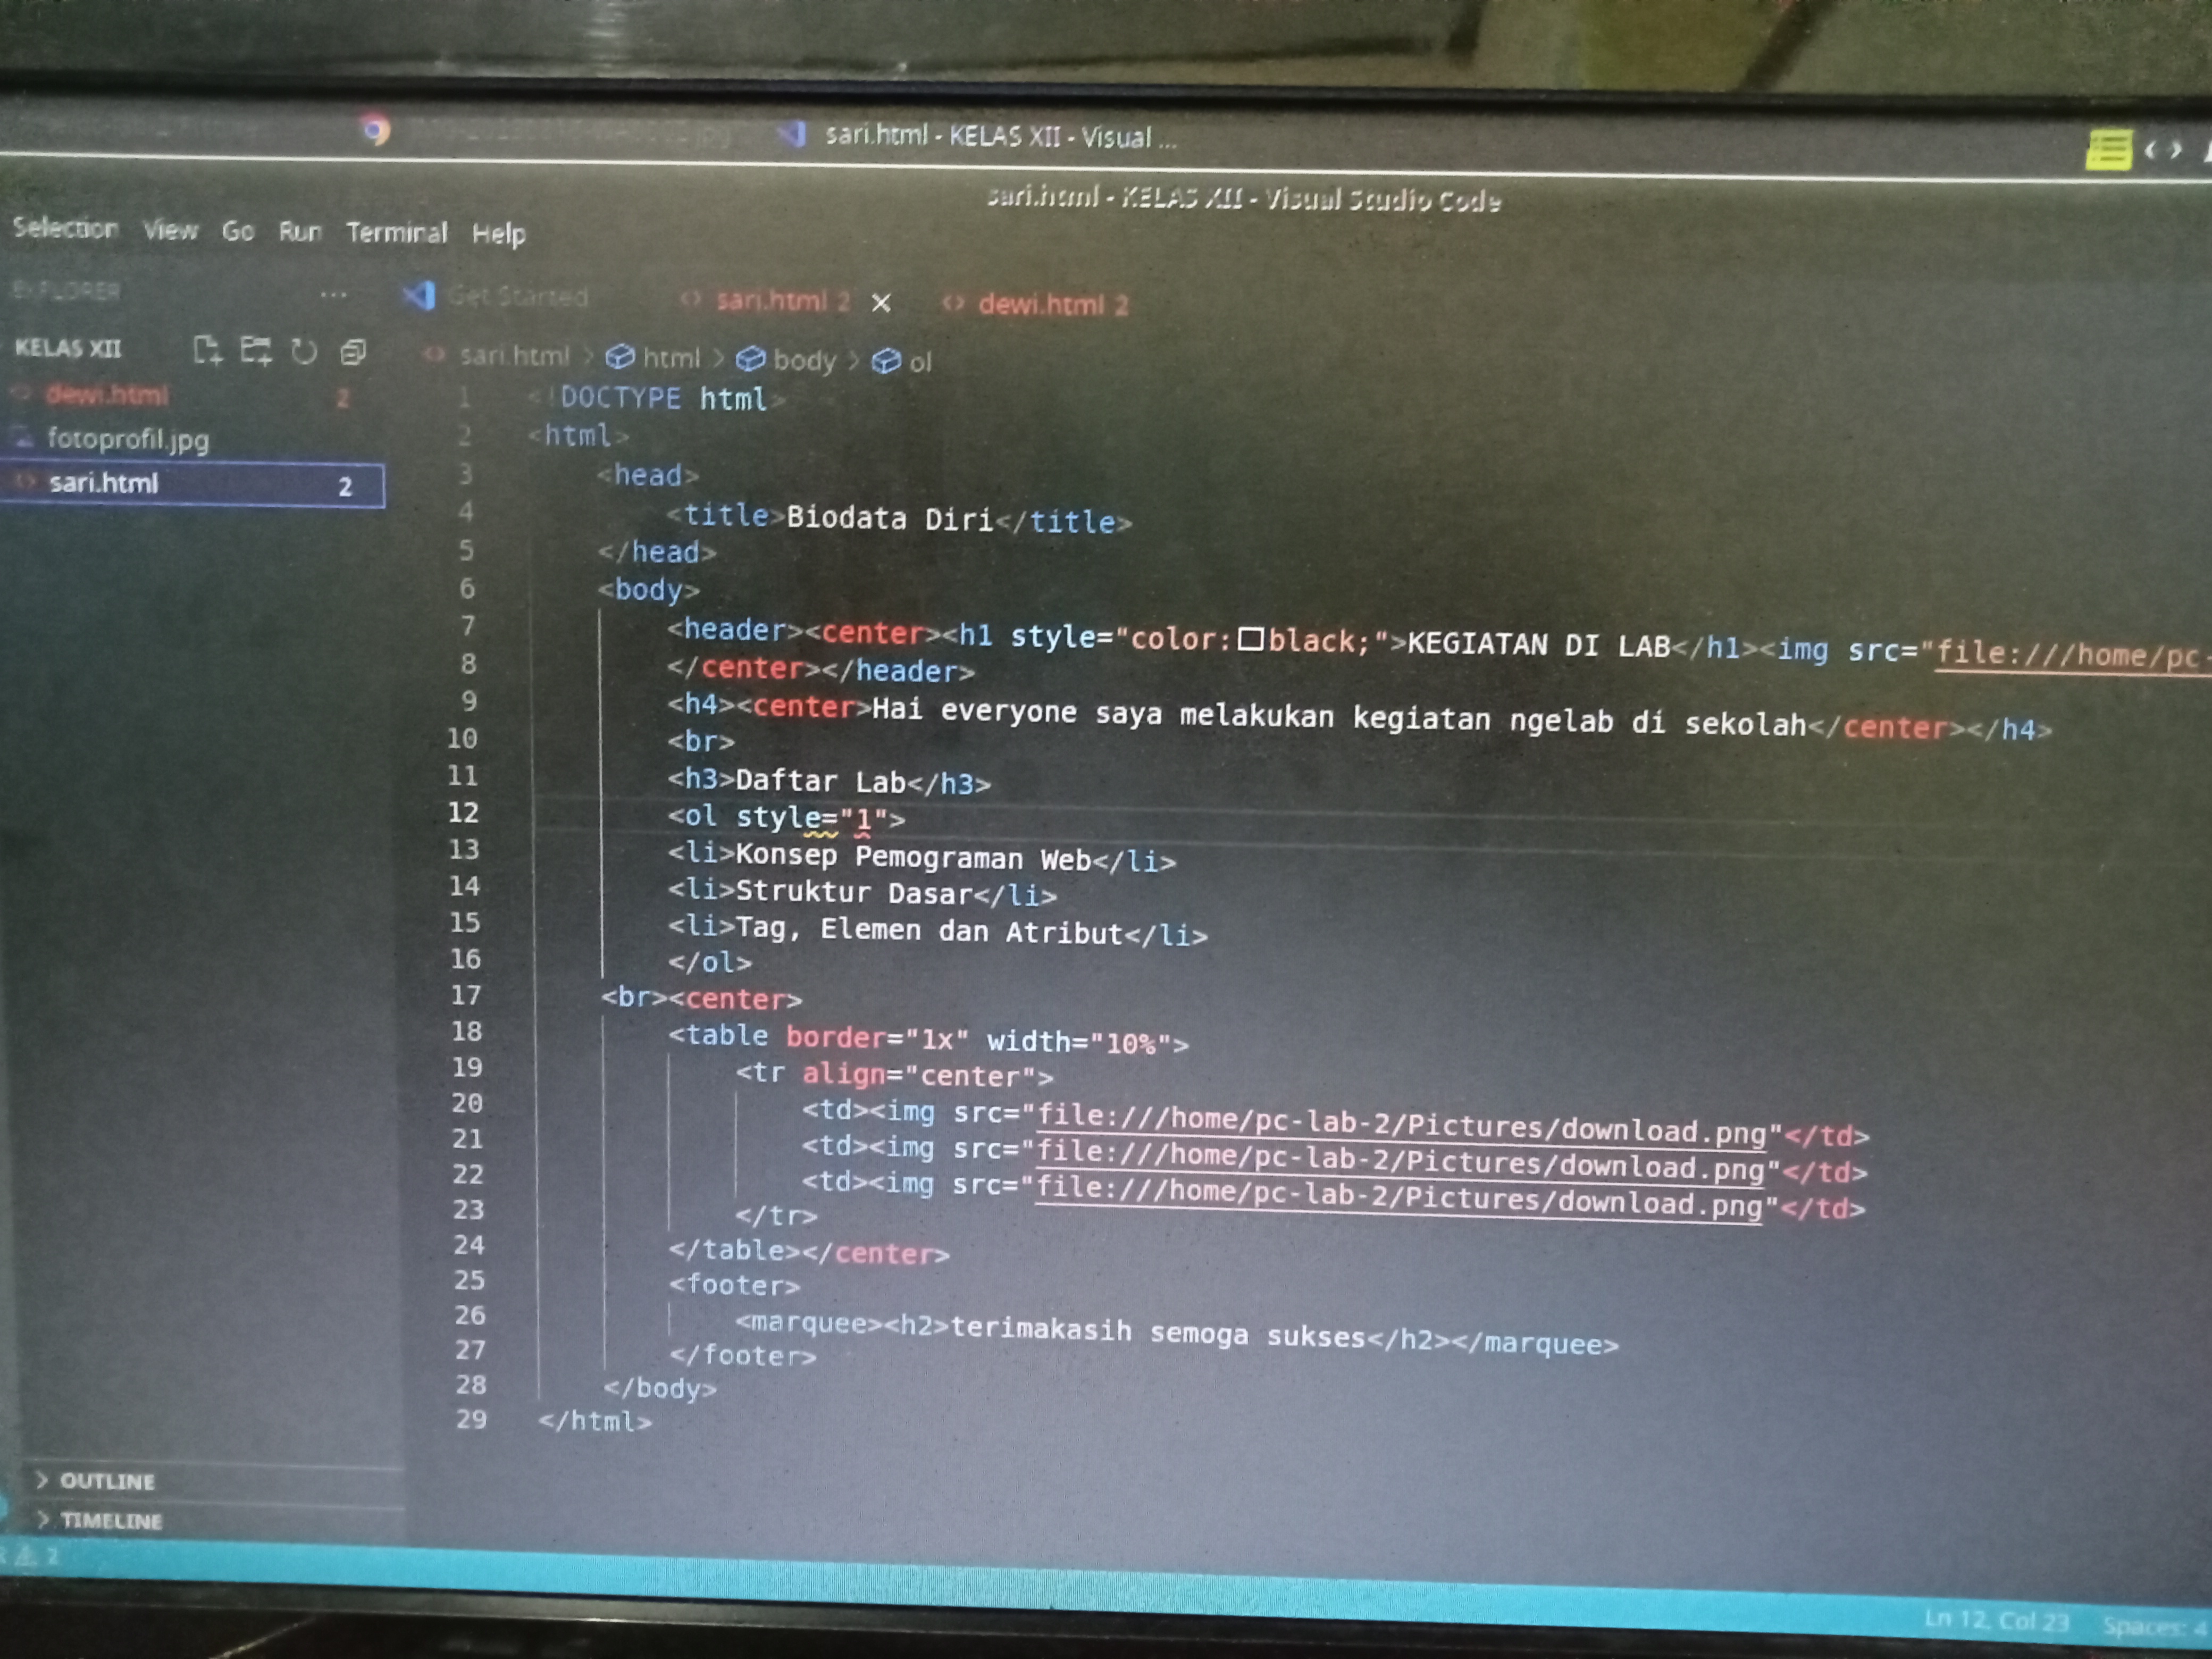 sari.html - KELAS XII - Visual ...
sari.html - KELAS XII - Visual Studio Code
Selection View Go Run Terminal Help
EXPLORER ... Get Started sari.html 2 dewi.html 2
KELAS XII
sari.html > html > body > ol
dewi.html 2
fotoprofil.jpg
sari.html 2
1 <!DOCTYPE html>
2 <html>
3 <head>
4 <title>Biodata Diri</title>
5 </head>
6 <body>
7 <header><center><h1 style="color:black;">KEGIATAN DI LAB</h1><img src="file:///home/pc-
8 </center></header>
9 <h4><center>Hai everyone saya melakukan kegiatan ngelab di sekolah</center></h4>
10 <br>
11 <h3>Daftar Lab</h3>
12 <ol style="1">
13 <li>Konsep Pemograman Web</li>
14 <li>Struktur Dasar</li>
15 <li>Tag, Elemen dan Atribut</li>
16 </ol>
17 <br><center>
18 <table border="1x" width="10%">
19 <tr align="center">
20 <td><img src="file:///home/pc-lab-2/Pictures/download.png"</td>
21 <td><img src="file:///home/pc-lab-2/Pictures/download.png"</td>
22 <td><img src="file:///home/pc-lab-2/Pictures/download.png"</td>
23 </tr>
24 </table></center>
25 <footer>
26 <marquee><h2>terimakasih semoga sukses</h2></marquee>
27 </footer>
28 </body>
29 </html>
> OUTLINE
> TIMELINE
2
Ln 12, Col 23 Spaces: 4